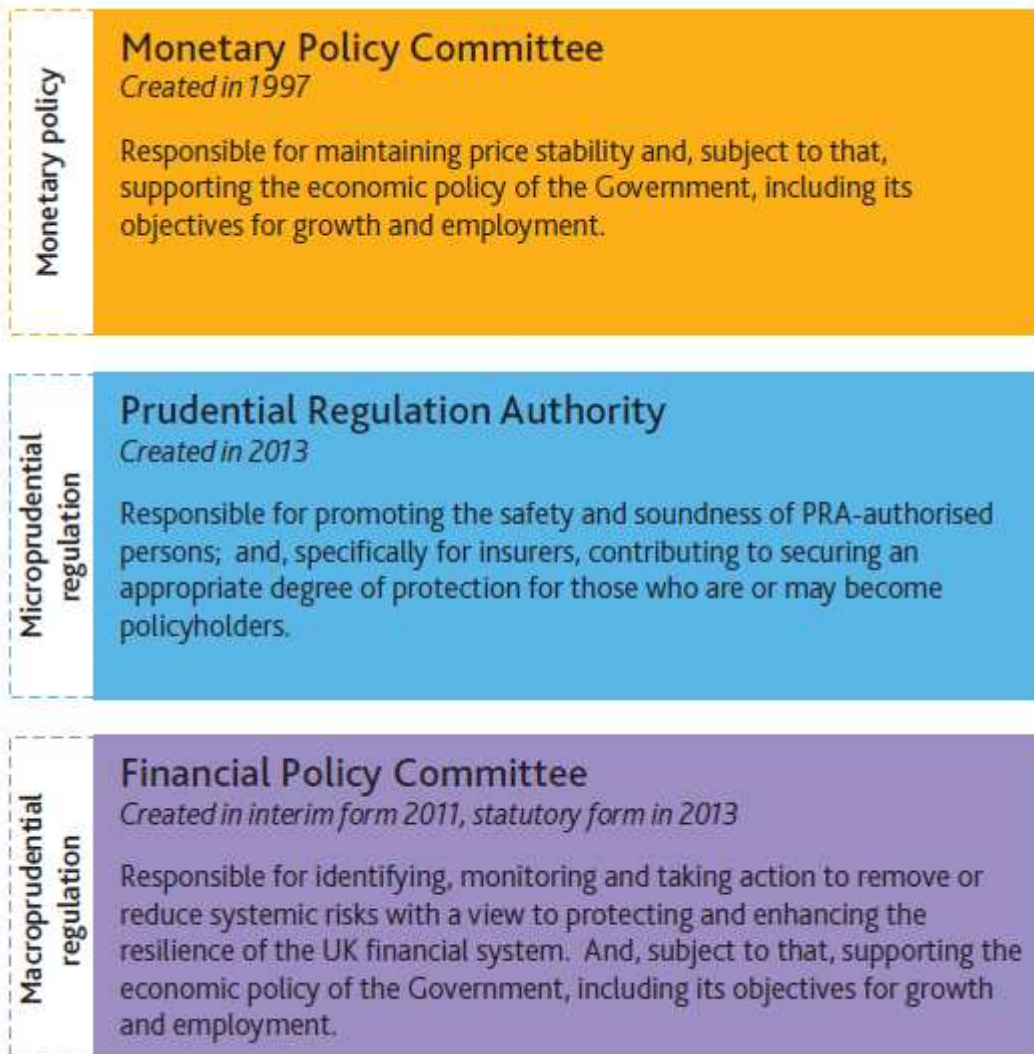 Monetary policy
Monetary Policy Committee
Created in 1997
Responsible for maintaining price stability and, subject to that,
supporting the economic policy of the Government, including its
objectives for growth and employment.
Microprudential
regulation
Prudential Regulation Authority
Created in 2013
Responsible for promoting the safety and soundness of PRA-authorised
persons; and, specifically for insurers, contributing to securing an
appropriate degree of protection for those who are or may become
policyholders.
Macroprudential
regulation
Financial Policy Committee
Created in interim form 2011, statutory form in 2013
Responsible for identifying, monitoring and taking action to remove or
reduce systemic risks with a view to protecting and enhancing the
resilience of the UK financial system. And, subject to that, supporting the
economic policy of the Government, including its objectives for growth
and employment.